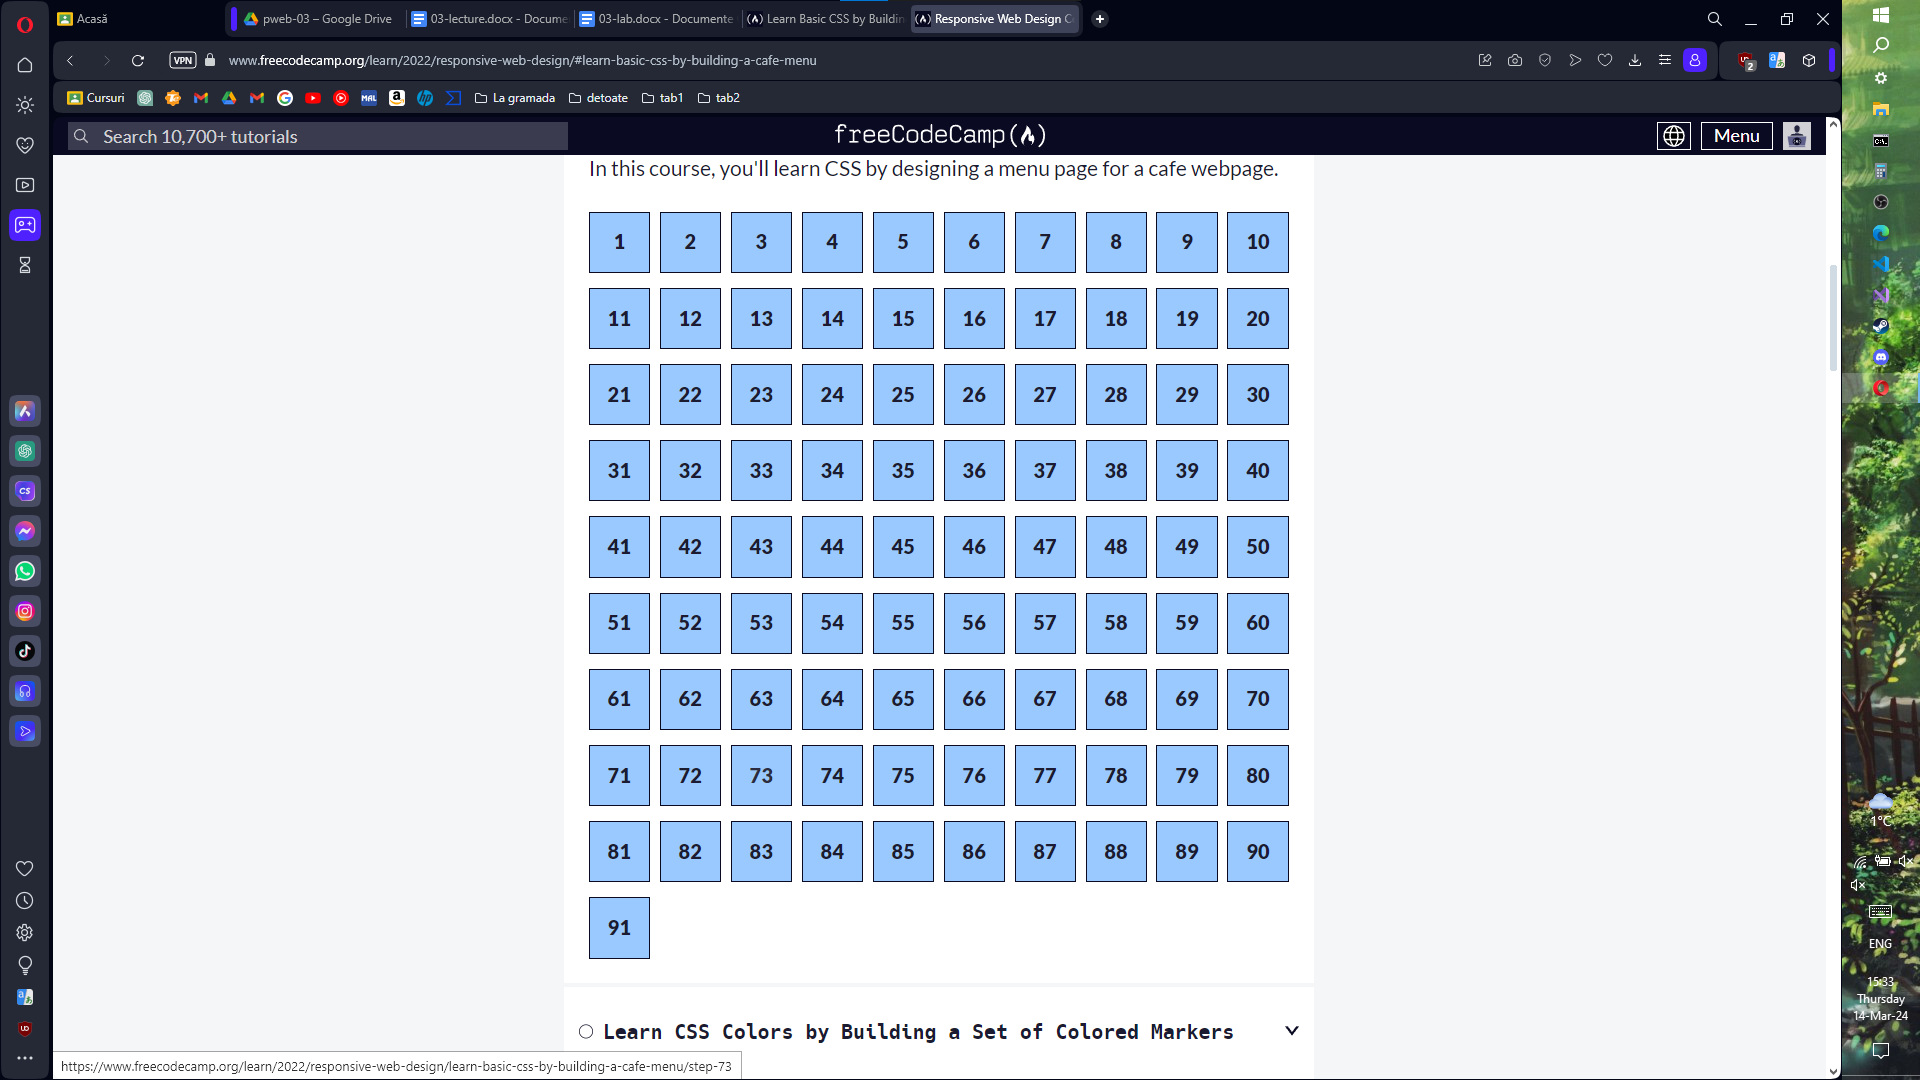 Acasă
pweb-03 – Google Drive
03-lecture.docx - Docume
03-lab.docx - Documente
Learn Basic CSS by Buildin
Responsive Web Design C
VPN
www.freecodecamp.org/learn/2022/responsive-web-design/#learn-basic-css-by-building-a-cafe-menu
2
Cursuri
MAL
La gramada
detoate
tab1
tab2
Search 10,700+ tutorials
freeCodeCamp
Menu
In this course, you'll learn CSS by designing a menu page for a cafe webpage.
1 2 3 4 5 6 7 8 9 10
11 12 13 14 15 16 17 18 19 20
21 22 23 24 25 26 27 28 29 30
31 32 33 34 35 36 37 38 39 40
41 42 43 44 45 46 47 48 49 50
51 52 53 54 55 56 57 58 59 60
61 62 63 64 65 66 67 68 69 70
71 72 73 74 75 76 77 78 79 80
81 82 83 84 85 86 87 88 89 90
91
Learn CSS Colors by Building a Set of Colored Markers
https://www.freecodecamp.org/learn/2022/responsive-web-design/learn-basic-css-by-building-a-cafe-menu/step-73
CS
1°C
ENG
15:33
Thursday
14-Mar-24